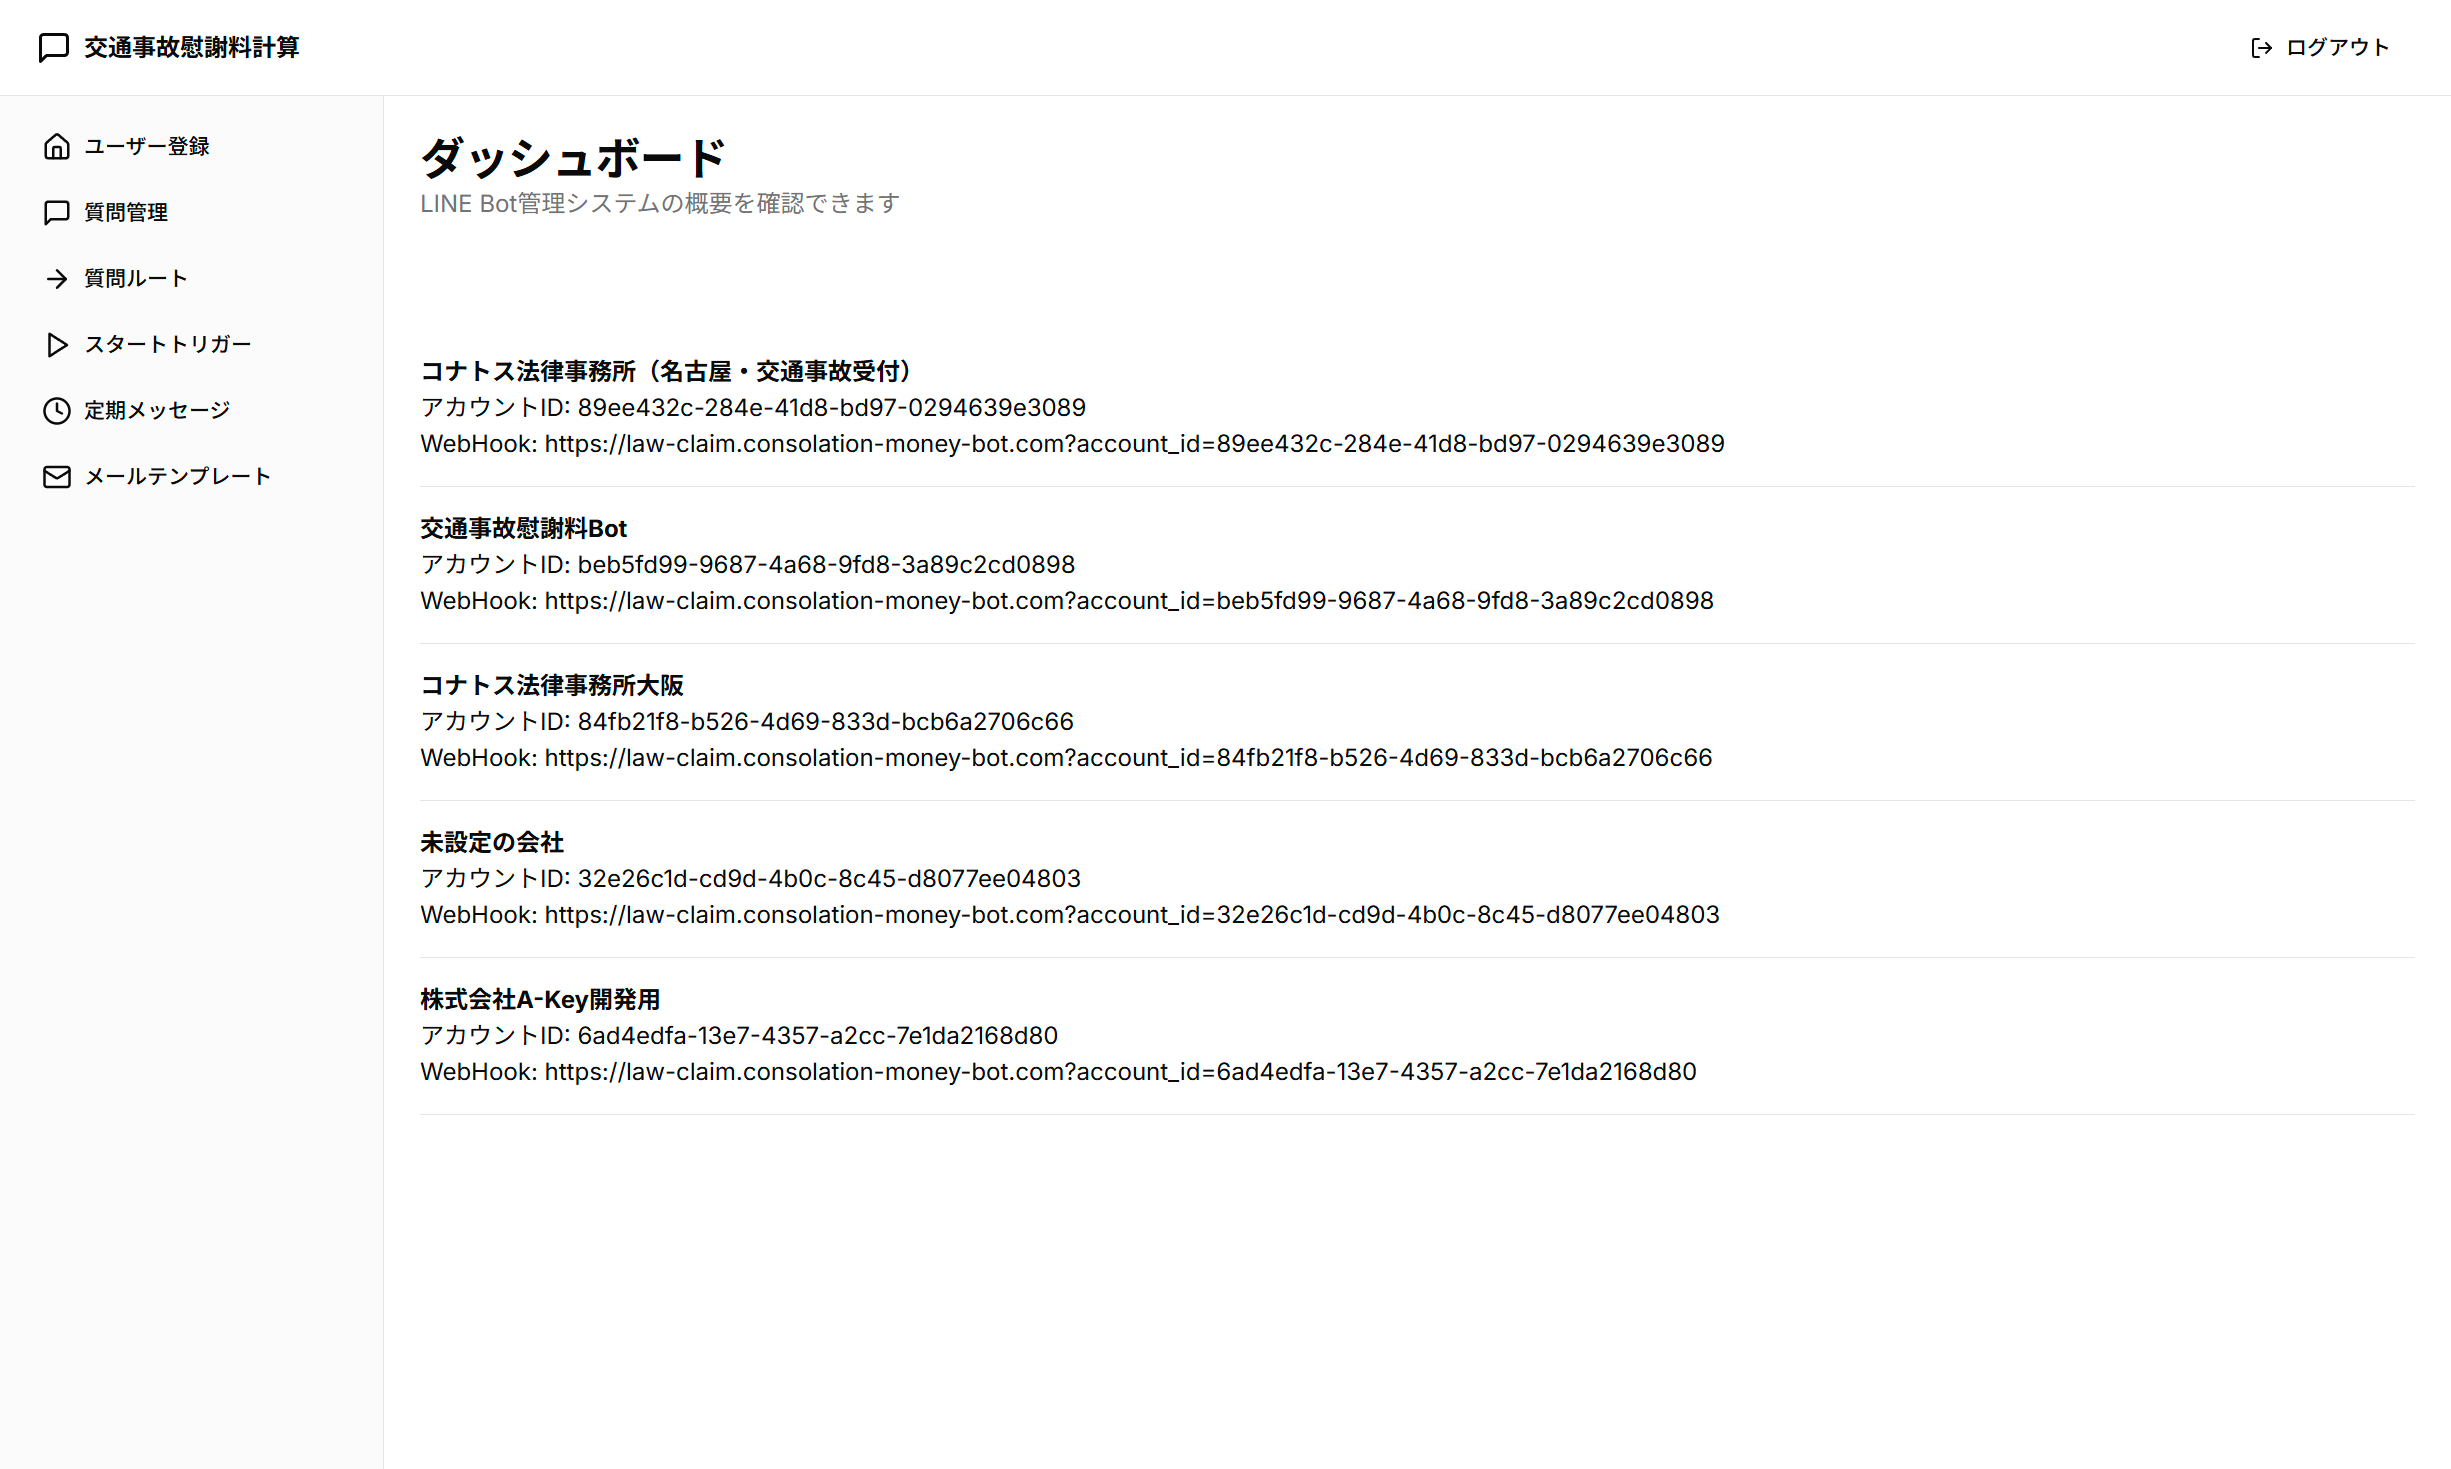 交通事故慰謝料計算
ログアウト
ユーザー登録
質問管理
質問ルート
スタートトリガー
定期メッセージ
メールテンプレート
ダッシュボード
LINE Bot管理システムの概要を確認できます
コナトス法律事務所（名古屋・交通事故受付）
アカウントID: 89ee432c-284e-41d8-bd97-0294639e3089
WebHook: https://law-claim.consolation-money-bot.com?account_id=89ee432c-284e-41d8-bd97-0294639e3089
交通事故慰謝料Bot
アカウントID: beb5fd99-9687-4a68-9fd8-3a89c2cd0898
WebHook: https://law-claim.consolation-money-bot.com?account_id=beb5fd99-9687-4a68-9fd8-3a89c2cd0898
コナトス法律事務所大阪
アカウントID: 84fb21f8-b526-4d69-833d-bcb6a2706c66
WebHook: https://law-claim.consolation-money-bot.com?account_id=84fb21f8-b526-4d69-833d-bcb6a2706c66
未設定の会社
アカウントID: 32e26c1d-cd9d-4b0c-8c45-d8077ee04803
WebHook: https://law-claim.consolation-money-bot.com?account_id=32e26c1d-cd9d-4b0c-8c45-d8077ee04803
株式会社A-Key開発用
アカウントID: 6ad4edfa-13e7-4357-a2cc-7e1da2168d80
WebHook: https://law-claim.consolation-money-bot.com?account_id=6ad4edfa-13e7-4357-a2cc-7e1da2168d80